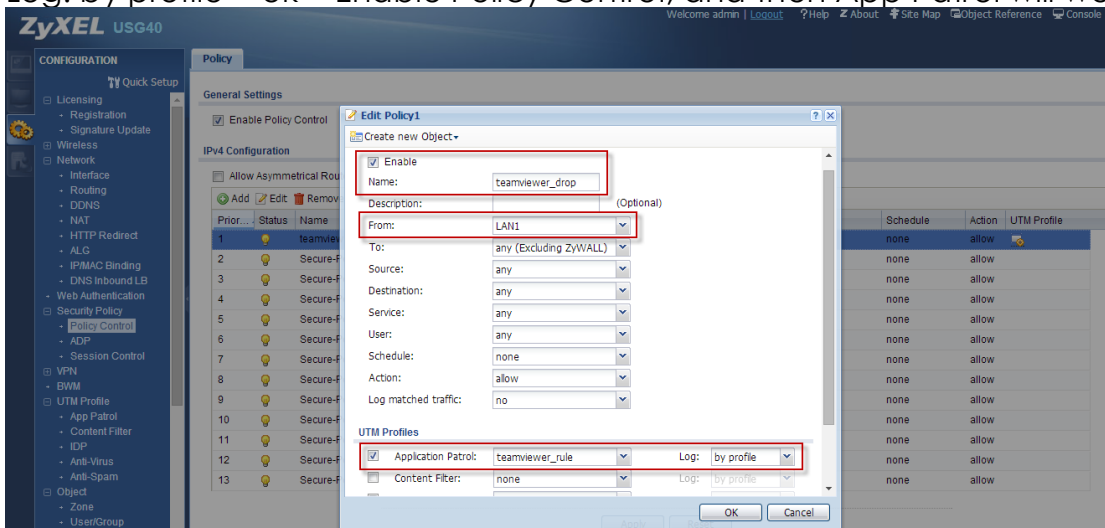 Log: by profile
ZyXEL USG40
Welcome admin | Logout ?Help Z About Site Map Object Reference Console
CONFIGURATION
Quick Setup
Licensing
Registration
Signature Update
Wireless
Network
Interface
Routing
DDNS
NAT
HTTP Redirect
ALG
IP/MAC Binding
DNS Inbound LB
Web Authentication
Security Policy
Policy Control
ADP
Session Control
VPN
BWM
UTM Profile
App Patrol
Content Filter
IDP
Anti-Virus
Anti-Spam
Object
Zone
User/Group
Policy
General Settings
Enable Policy Control
IPv4 Configuration
Allow Asymmetrical Rou
Add Edit Remov
Prior... Status Name Schedule Action UTM Profile
1 teamview none allow
2 Secure-P none allow
3 Secure-P none allow
4 Secure-P none allow
5 Secure-P none allow
6 Secure-P none allow
7 Secure-P none allow
8 Secure-P none allow
9 Secure-P none allow
10 Secure-P none allow
11 Secure-P none allow
12 Secure-P none allow
13 Secure-P none allow
Edit Policy1
Create new Object
Enable
Name: teamviewer_drop
Description: (Optional)
From: LAN1
To: any (Excluding ZyWALL)
Source: any
Destination: any
Service: any
User: any
Schedule: none
Action: allow
Log matched traffic: no
UTM Profiles
Application Patrol: teamviewer_rule Log: by profile
Content Filter: none Log: by profile
OK Cancel
Apply